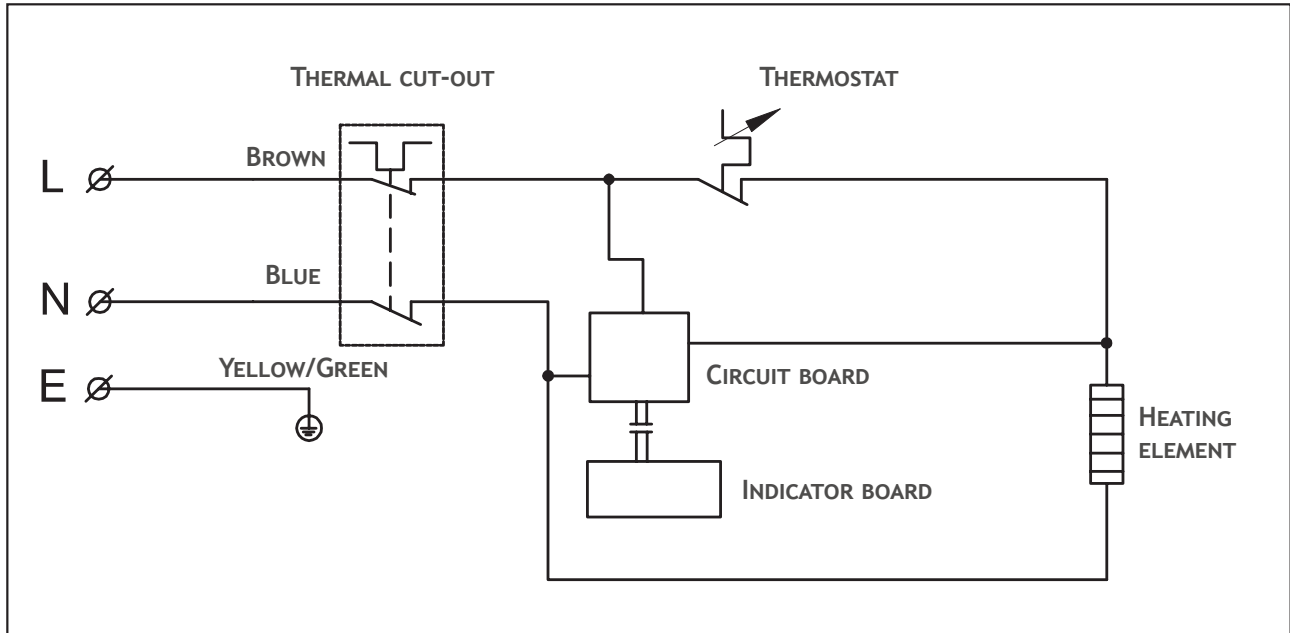 THERMAL CUT-OUT
THERMOSTAT
BROWN
L
BLUE
N
YELLOW/GREEN
E
CIRCUIT BOARD
HEATING
ELEMENT
INDICATOR BOARD